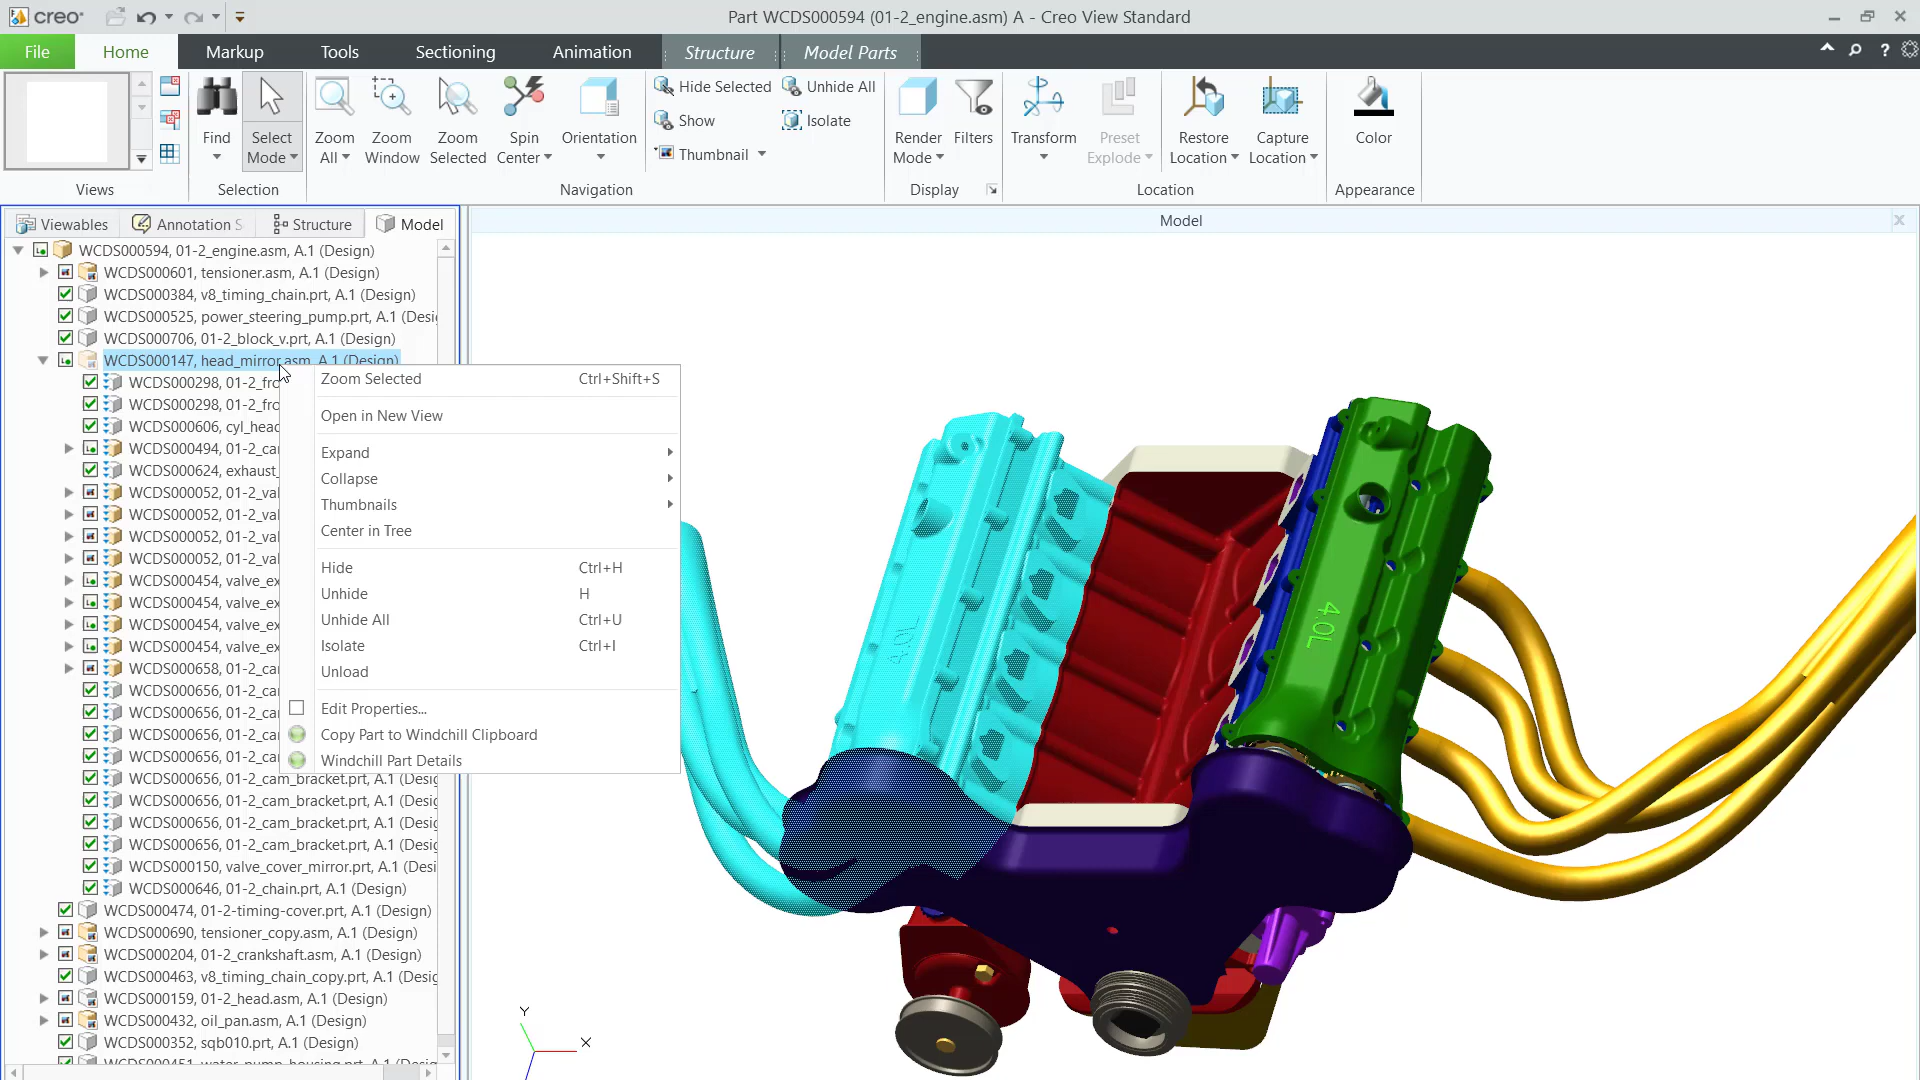 creo
Part WCDS000594 (01-2_engine.asm) A - Creo View Standard
File Home Markup Tools Sectioning Animation Structure Model Parts
?
Find
Select Mode
Zoom All
Zoom Window
Zoom Selected
Spin Center
Orientation
Hide Selected
Unhide All
Show
Isolate
Thumbnail
Render Mode
Filters
Transform
Preset Explode
Restore Location
Capture Location
Color
Views Selection Navigation Display Location Appearance
Viewables Annotation S Structure Model
Model
WCDS000594, 01-2_engine.asm, A.1 (Design)
WCDS000601, tensioner.asm, A.1 (Design)
WCDS000384, v8_timing_chain.prt, A.1 (Design)
WCDS000525, power_steering_pump.prt, A.1 (Desi
WCDS000706, 01-2_block_v.prt, A.1 (Design)
WCDS000147, head_mirror.asm, A.1 (Design)
WCDS000298, 01-2_fro
WCDS000298, 01-2_fro
WCDS000606, cyl_head
WCDS000494, 01-2_ca
WCDS000624, exhaust_
WCDS000052, 01-2_val
WCDS000052, 01-2_val
WCDS000052, 01-2_val
WCDS000052, 01-2_val
WCDS000454, valve_ex
WCDS000454, valve_ex
WCDS000454, valve_ex
WCDS000454, valve_ex
WCDS000658, 01-2_ca
WCDS000656, 01-2_ca
WCDS000656, 01-2_ca
WCDS000656, 01-2_ca
WCDS000656, 01-2_ca
WCDS000656, 01-2_cam_bracket.prt, A.1 (Desig
WCDS000656, 01-2_cam_bracket.prt, A.1 (Desig
WCDS000656, 01-2_cam_bracket.prt, A.1 (Desig
WCDS000656, 01-2_cam_bracket.prt, A.1 (Desig
WCDS000150, valve_cover_mirror.prt, A.1 (Desi
WCDS000646, 01-2_chain.prt, A.1 (Design)
WCDS000474, 01-2-timing-cover.prt, A.1 (Design)
WCDS000690, tensioner_copy.asm, A.1 (Design)
WCDS000204, 01-2_crankshaft.asm, A.1 (Design)
WCDS000463, v8_timing_chain_copy.prt, A.1 (Desig
WCDS000159, 01-2_head.asm, A.1 (Design)
WCDS000432, oil_pan.asm, A.1 (Design)
WCDS000352, sqb010.prt, A.1 (Design)
WCDS000451, water_pump_housing.prt, A.1 (Desig
Zoom Selected Ctrl+Shift+S
Open in New View
Expand
Collapse
Thumbnails
Center in Tree
Hide Ctrl+H
Unhide H
Unhide All Ctrl+U
Isolate Ctrl+I
Unload
Edit Properties...
Copy Part to Windchill Clipboard
Windchill Part Details
4.0L
Y
X